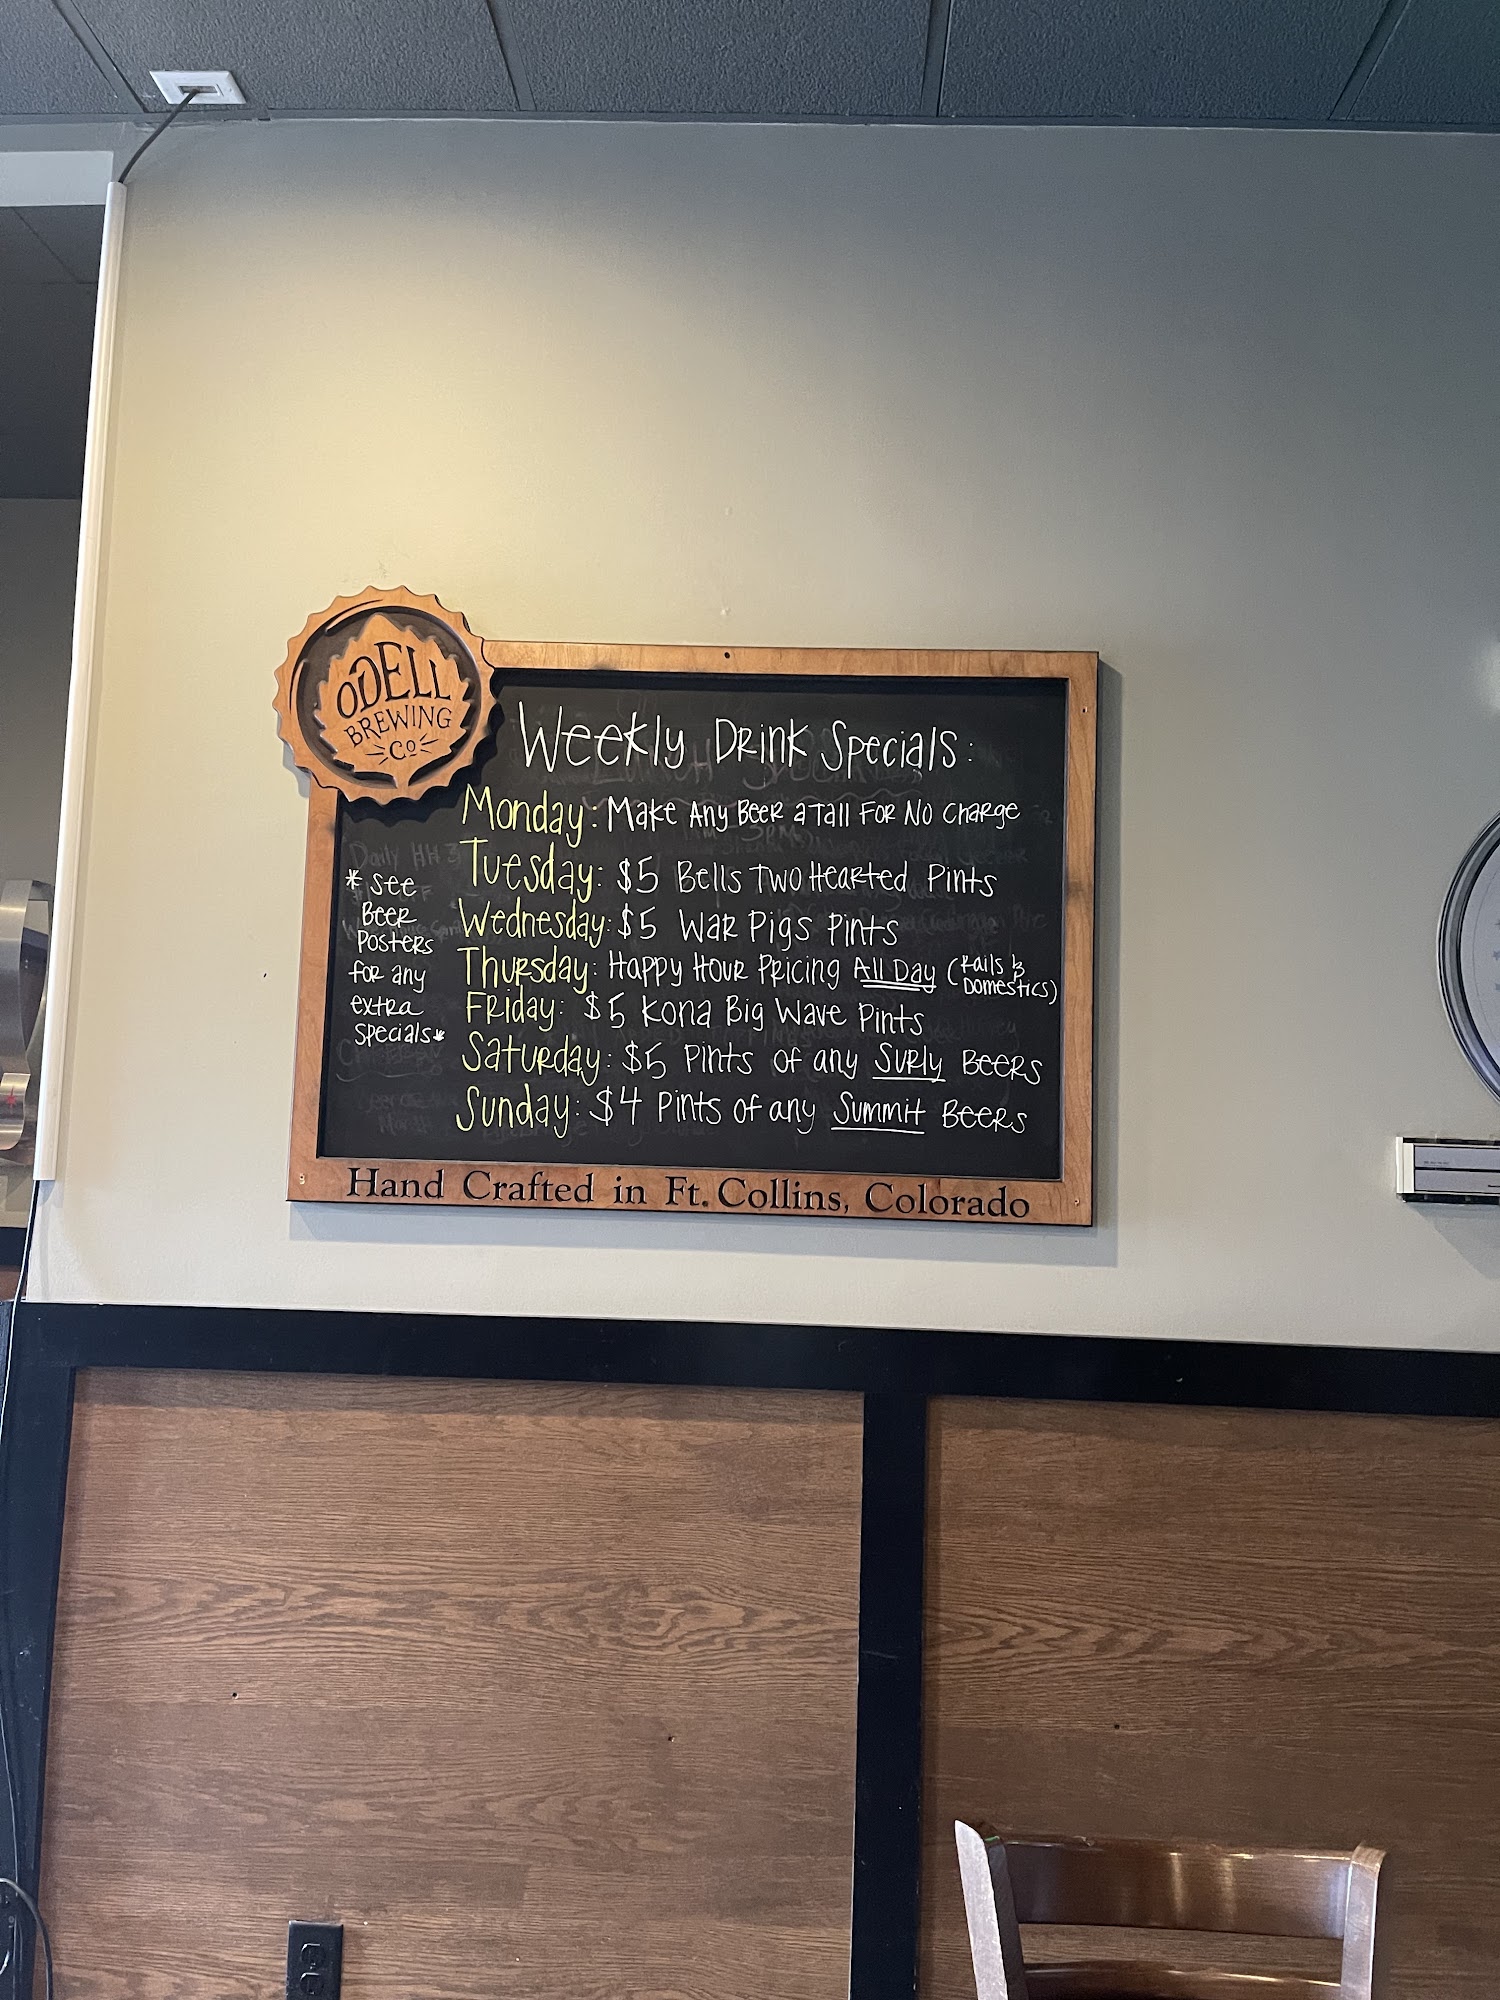 ODELL
BREWING
Co
Weekly Drink Specials:
Monday: Make Any Beer a Tall For No Charge
Tuesday: $5 Bells Two Hearted Pints
Wednesday: $5 War Pigs Pints
Thursday: Happy Hour Pricing All Day (Rails & Domestics)
Friday: $5 Kona Big Wave Pints
Saturday: $5 Pints of any Surly Beers
Sunday: $4 Pints of any Summit Beers
* See
Beer
Posters
for any
extra
Specials*
Hand Crafted in Ft. Collins, Colorado